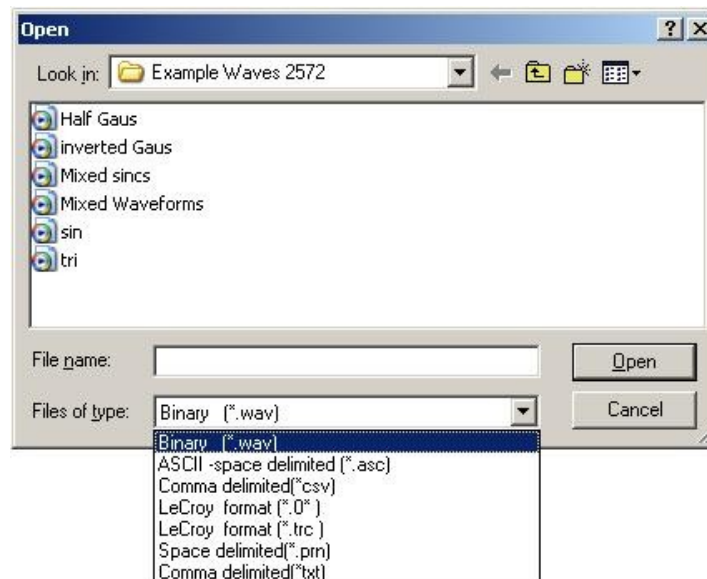 Open
Look in: Example Waves 2572
Half Gaus
inverted Gaus
Mixed sincs
Mixed Waveforms
sin
tri
File name: Open
Files of type: Binary (*.wav) Cancel
Binary (*.wav)
ASCII -space delimited (*.asc)
Comma delimited(*csv)
LeCroy format (*.0* )
LeCroy format (*.trc )
Space delimited(*.prn)
Comma delimited(*txt)